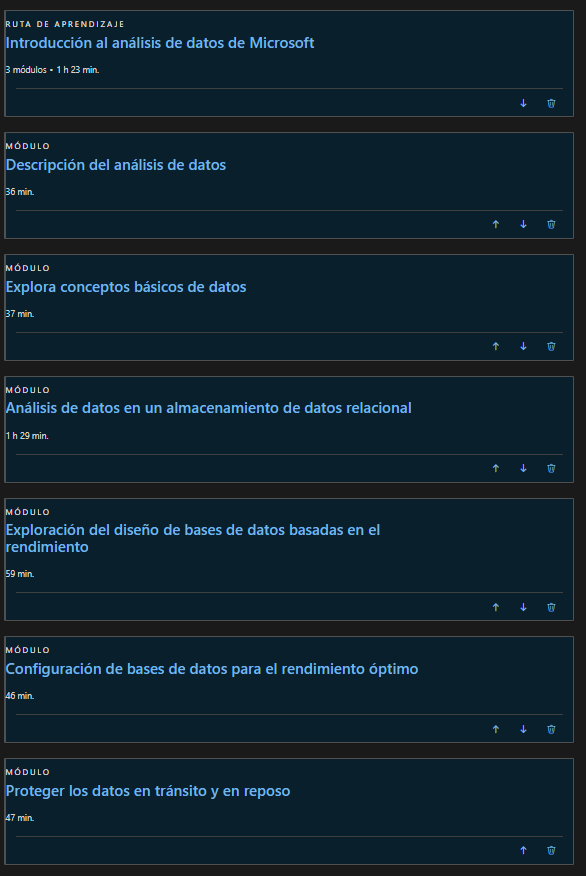 RUTA DE APRENDIZAJE
Introducción al análisis de datos de Microsoft
3 módulos • 1 h 23 min.
MÓDULO
Descripción del análisis de datos
36 min.
MÓDULO
Explora conceptos básicos de datos
37 min.
MÓDULO
Análisis de datos en un almacenamiento de datos relacional
1 h 29 min.
MÓDULO
Exploración del diseño de bases de datos basadas en el
rendimiento
59 min.
MÓDULO
Configuración de bases de datos para el rendimiento óptimo
46 min.
MÓDULO
Proteger los datos en tránsito y en reposo
47 min.